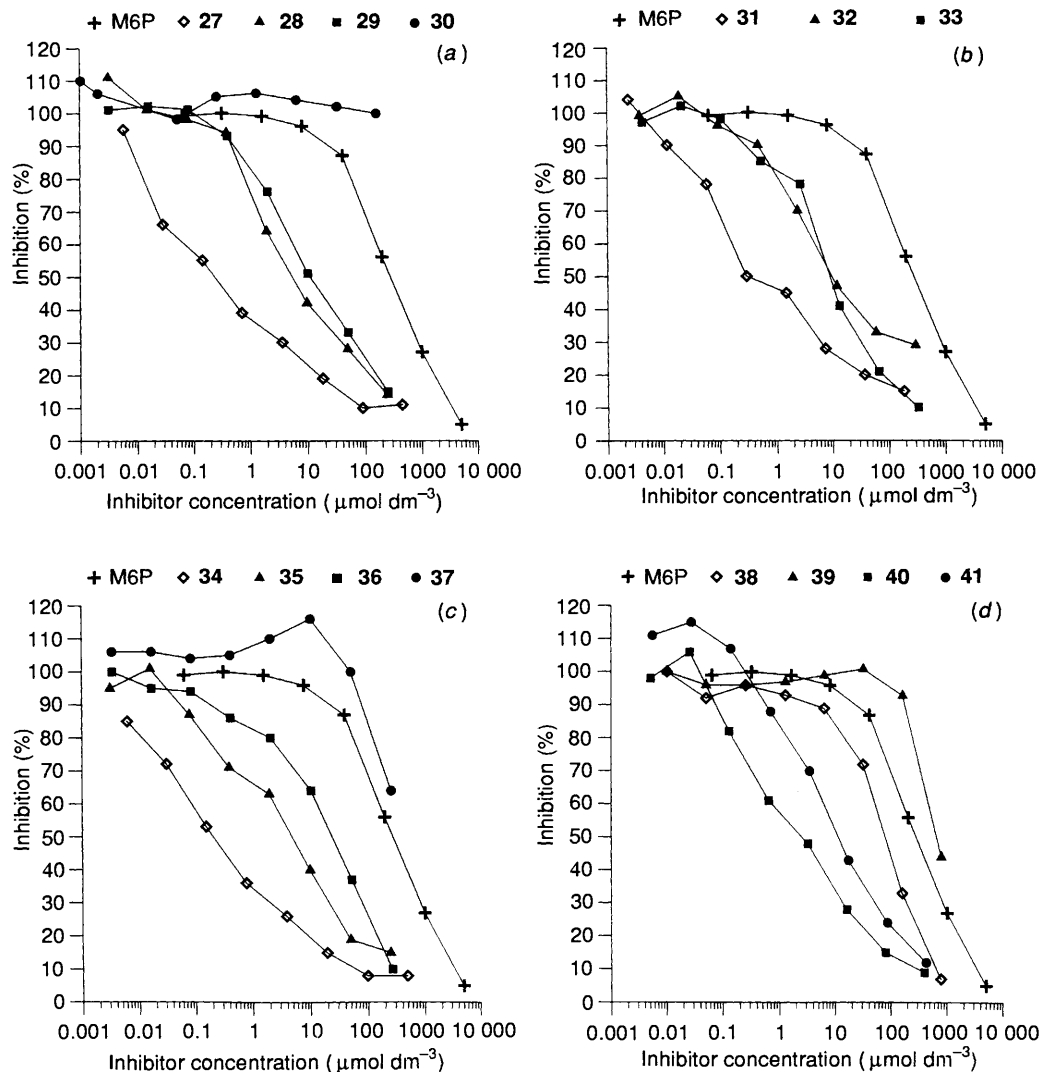 M6P 27 28 29 30
(a)
Inhibition (%)
120
110
100
90
80
70
60
50
40
30
20
10
0
0.001 0.01 0.1 1 10 100 1000 10 000
Inhibitor concentration ( μmol dm−3)
M6P 31 32 33
(b)
Inhibition (%)
120
110
100
90
80
70
60
50
40
30
20
10
0
0.001 0.01 0.1 1 10 100 1000 10 000
Inhibitor concentration ( μmol dm−3)
M6P 34 35 36 37
(c)
Inhibition (%)
120
110
100
90
80
70
60
50
40
30
20
10
0
0.001 0.01 0.1 1 10 100 1000 10 000
Inhibitor concentration ( μmol dm−3)
M6P 38 39 40 41
(d)
Inhibition (%)
120
110
100
90
80
70
60
50
40
30
20
10
0
0.001 0.01 0.1 1 10 100 1000 10 000
Inhibitor concentration ( μmol dm−3)